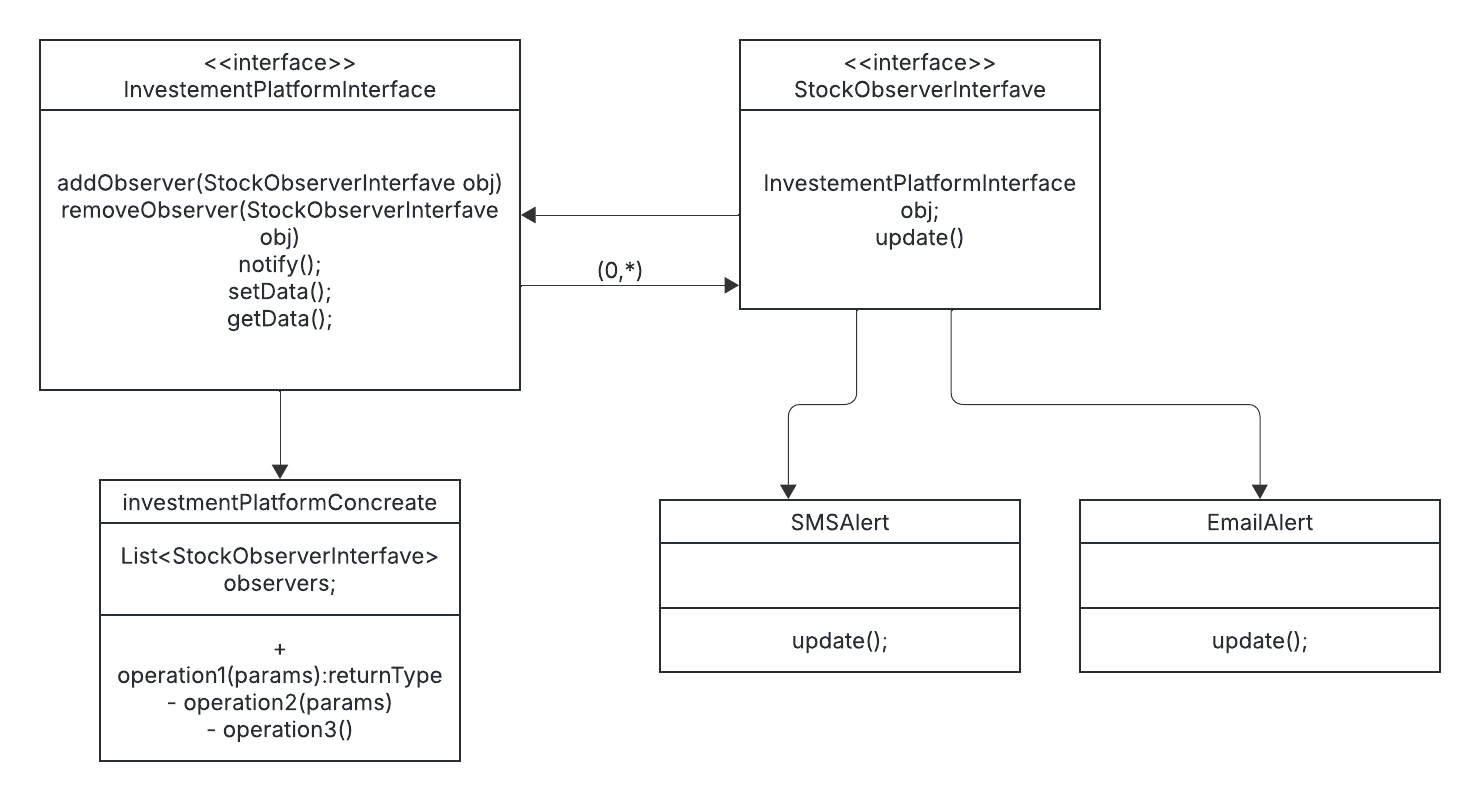 <<interface>>
InvestementPlatformInterface
addObserver(StockObserverInterfave obj)
removeObserver(StockObserverInterfave
obj)
notify();
setData();
getData();
<<interface>>
StockObserverInterfave
InvestementPlatformInterface
obj;
update()
(0,*)
investmentPlatformConcreate
List<StockObserverInterfave>
observers;
+
operation1(params):returnType
- operation2(params)
- operation3()
SMSAlert
update();
EmailAlert
update();